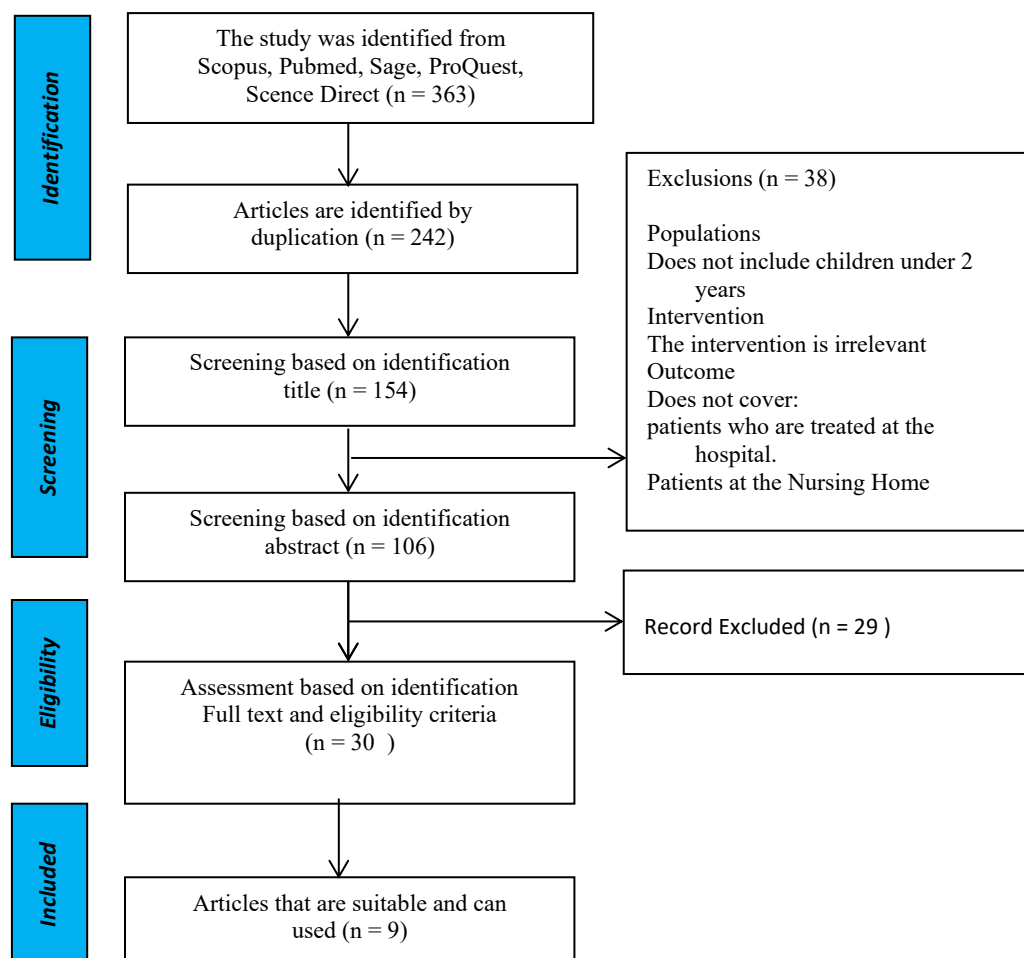 Identification
The study was identified from
Scopus, Pubmed, Sage, ProQuest,
Scence Direct (n = 363)
Articles are identified by
duplication (n = 242)
Exclusions (n = 38)
Populations
Does not include children under 2
years
Intervention
The intervention is irrelevant
Outcome
Does not cover:
patients who are treated at the
hospital.
Patients at the Nursing Home
Screening
Screening based on identification
title (n = 154)
Screening based on identification
abstract (n = 106)
Record Excluded (n = 29 )
Eligibility
Assessment based on identification
Full text and eligibility criteria
(n = 30  )
Included
Articles that are suitable and can
used (n = 9)